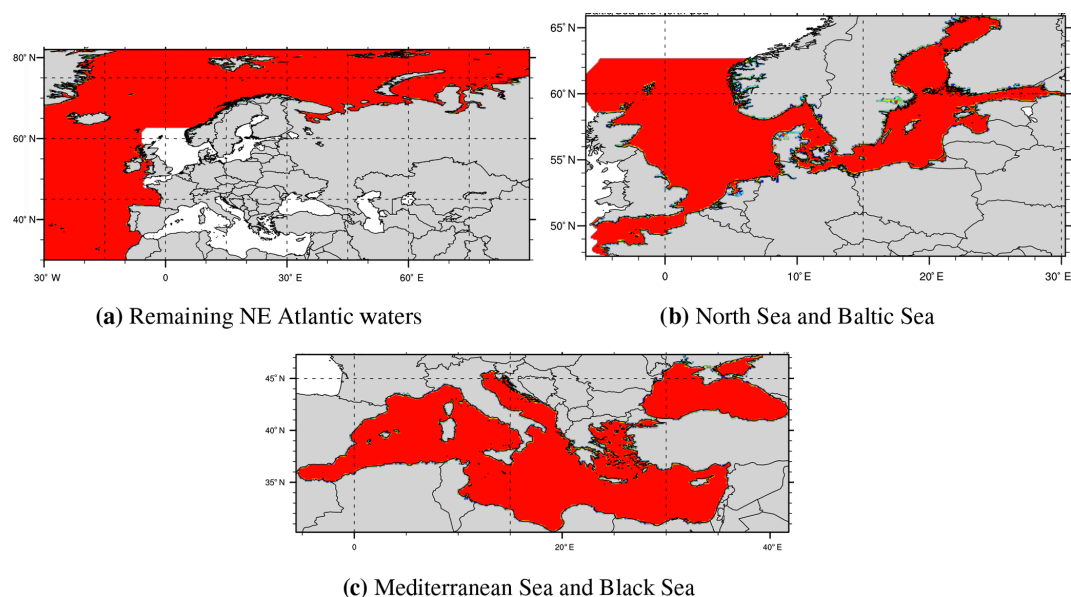 80° N
60° N
40° N
30° W
0
30° E
60° E
(a) Remaining NE Atlantic waters
65° N
60° N
55° N
50° N
0
10° E
20° E
30° E
(b) North Sea and Baltic Sea
45° N
40° N
35° N
0
20° E
40° E
(c) Mediterranean Sea and Black Sea